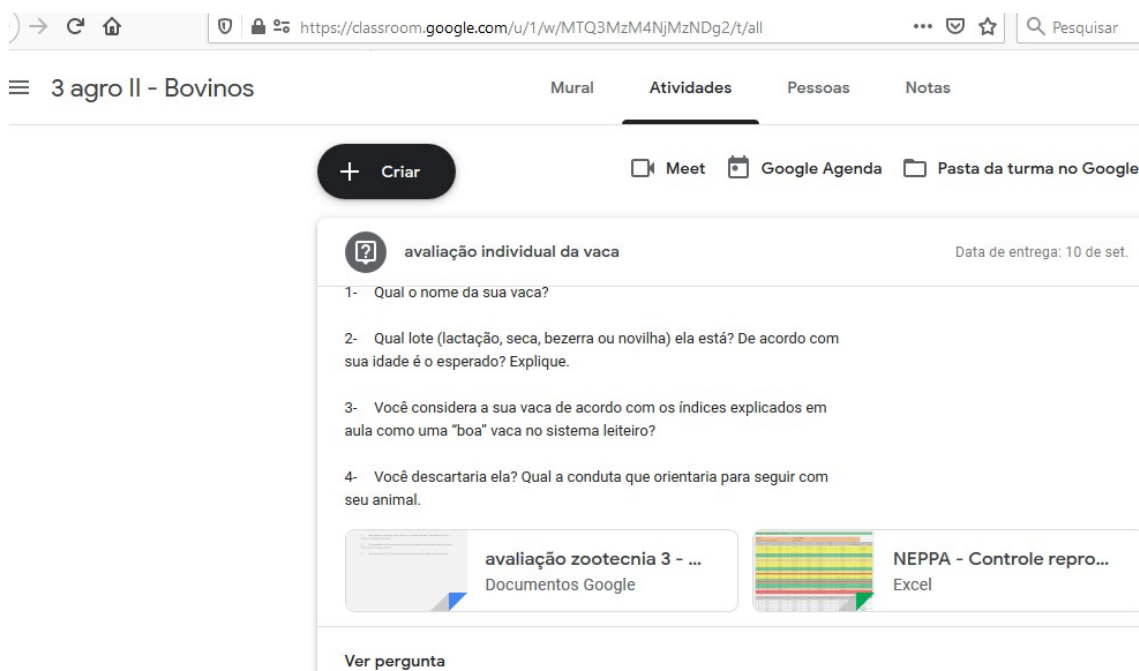 https://classroom.google.com/u/1/w/MTQ3MzM4NjMzNDg2/t/all
Pesquisar
3 agro II - Bovinos
Mural
Atividades
Pessoas
Notas
+ Criar
Meet
Google Agenda
Pasta da turma no Google
avaliação individual da vaca
Data de entrega: 10 de set.
1- Qual o nome da sua vaca?
2- Qual lote (lactação, seca, bezerra ou novilha) ela está? De acordo com
sua idade é o esperado? Explique.
3- Você considera a sua vaca de acordo com os índices explicados em
aula como uma “boa” vaca no sistema leiteiro?
4- Você descartaria ela? Qual a conduta que orientaria para seguir com
seu animal.
avaliação zootecnia 3 - ...
Documentos Google
NEPPA - Controle repro...
Excel
Ver pergunta